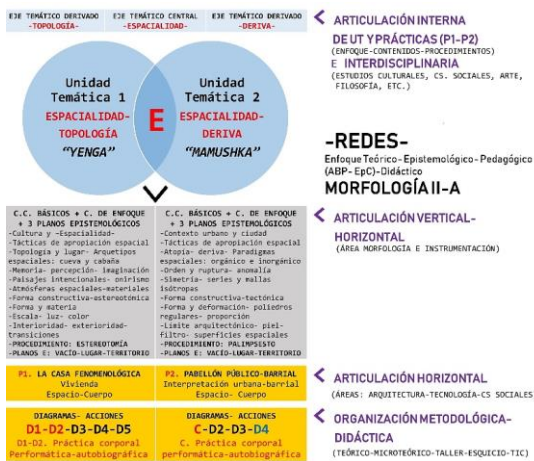 EJE TEMÁTICO DERIVADO
-TOPOLOGÍA-
EJE TEMÁTICO CENTRAL
-ESPACIALIDAD-
EJE TEMÁTICO DERIVADO
-DERIVA-
Unidad
Temática 1
ESPACIALIDAD-
TOPOLOGÍA
"YENGA"
E
Unidad
Temática 2
ESPACIALIDAD-
DERIVA
"MAMUSHKA"
C.C. BÁSICOS + C. DE ENFOQUE
+ 3 PLANOS EPISTEMOLÓGICOS
-Cultura y -Espacialidad-
-Tácticas de apropiación espacial
-Topología y lugar- Arquetipos
espaciales: cueva y cabaña
-Memoria- percepción- imaginación
-Paisajes intencionales- onirismo
-Atmósferas espaciales-materiales
-Forma constructiva-estereotómica
-Forma y materia
-Escala- luz- color
-Interioridad- exterioridad-
transiciones
-PROCEDIMIENTO: ESTEREOTOMÍA
-PLANOS E: VACÍO-LUGAR-TERRITORIO
C.C. BÁSICOS + C. DE ENFOQUE
+ 3 PLANOS EPISTEMOLÓGICOS
-Contexto urbano y ciudad
-Tácticas de apropiación espacial
-Atopía- deriva- Paradigmas
espaciales: orgánico e inorgánico
-Orden y ruptura- anomalía
-Simetría- series y mallas
isótropas
-Forma constructiva-tectónica
-Forma y deformación- poliedros
regulares- proporción
-Límite arquitectónico- piel-
filtro- superficies espaciales
-PROCEDIMIENTO: PALIMPSESTO
-PLANOS E: VACÍO-LUGAR-TERRITORIO
P1. LA CASA FENOMENOLÓGICA
Vivienda
Espacio-Cuerpo
P2. PABELLÓN PÚBLICO-BARRIAL
Interpretación urbana-barrial
Espacio- Cuerpo
DIAGRAMAS- ACCIONES
D1-D2-D3-D4-D5
D1-D2. Práctica corporal
Performática-autobiográfica
DIAGRAMAS- ACCIONES
C-D2-D3-D4
C. Práctica corporal
performática-autobiográfica
ARTICULACIÓN INTERNA
DE UT Y PRÁCTICAS (P1-P2)
(ENFOQUE-CONTENIDOS-PROCEDIMIENTOS)
E INTERDISCIPLINARIA
(ESTUDIOS CULTURALES, CS. SOCIALES, ARTE,
FILOSOFÍA, ETC.)
-REDES-
Enfoque Teórico- Epistemológico- Pedagógico
(ABP- EpC)-Didáctico
MORFOLOGÍA II-A
ARTICULACIÓN VERTICAL-
HORIZONTAL
(ÁREA MORFOLOGÍA E INSTRUMENTACIÓN)
ARTICULACIÓN HORIZONTAL
(ÁREAS: ARQUITECTURA-TECNOLOGÍA-CS SOCIALES
ORGANIZACIÓN METODOLÓGICA-
DIDÁCTICA
(TEÓRICO-MICROTEÓRICO-TALLER-ESQUICIO-TIC)